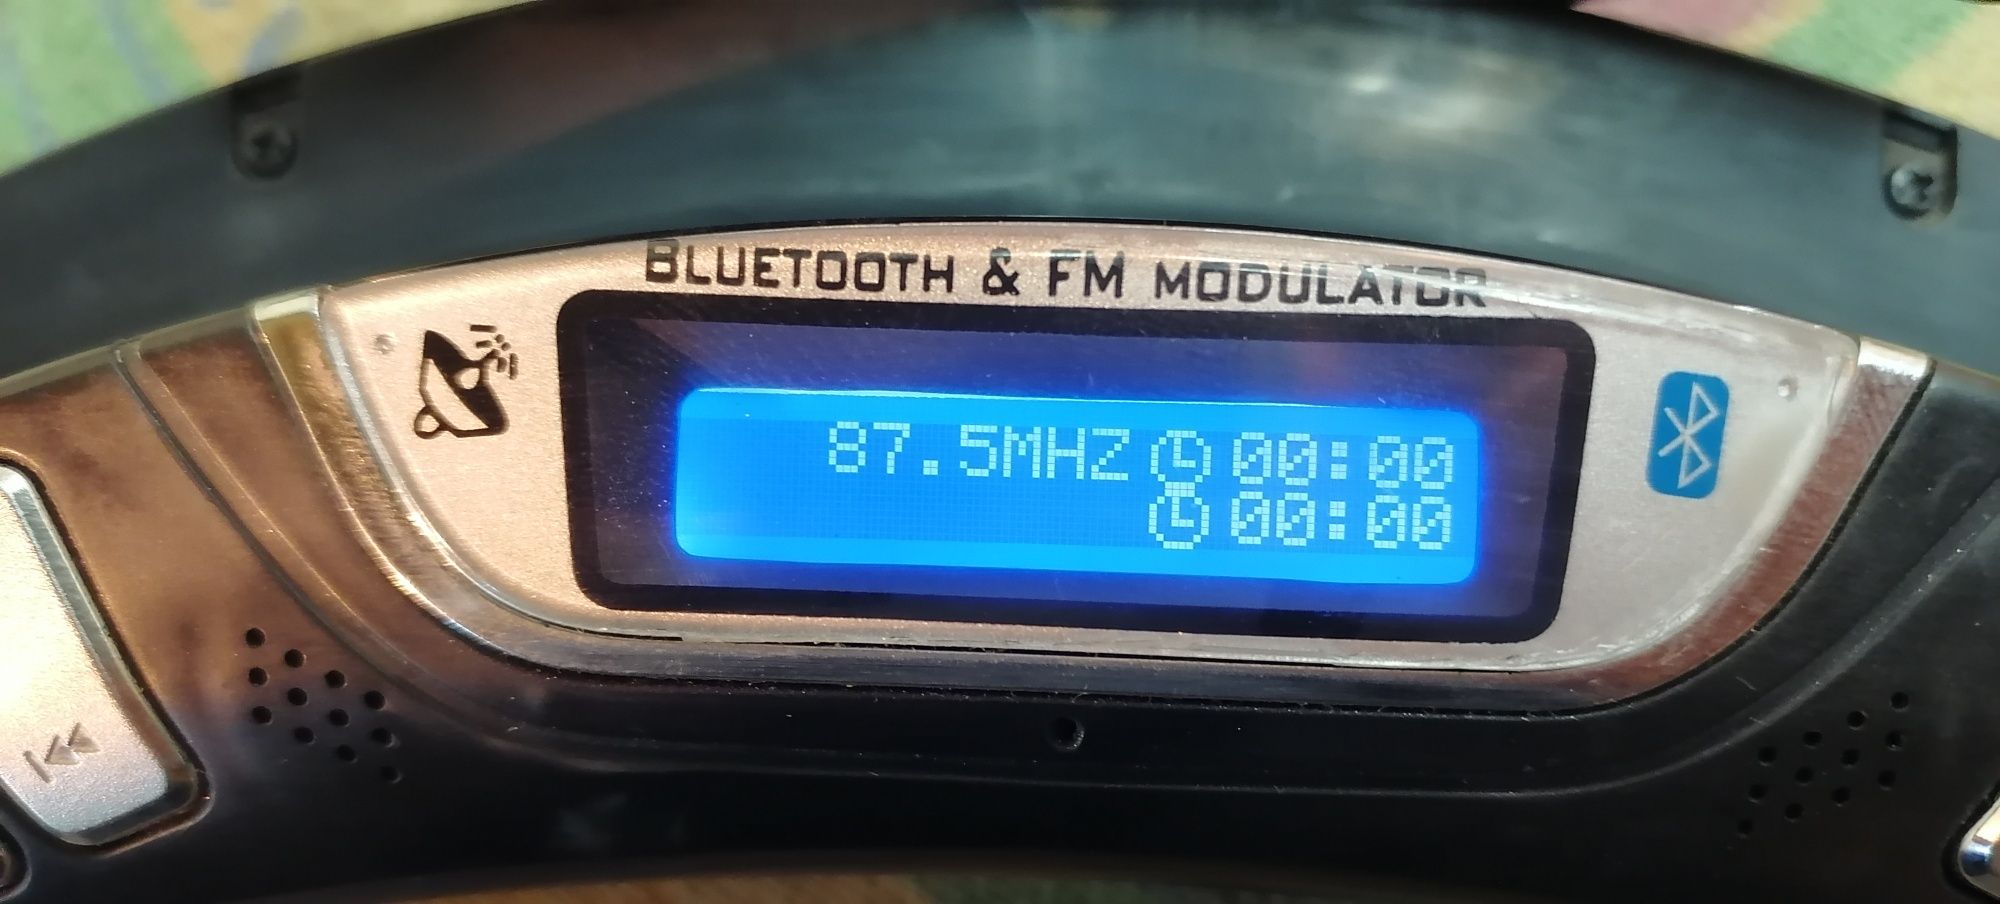 BLUETOOTH & FM MODULATOR
87.5MHZ 00:00
00:00